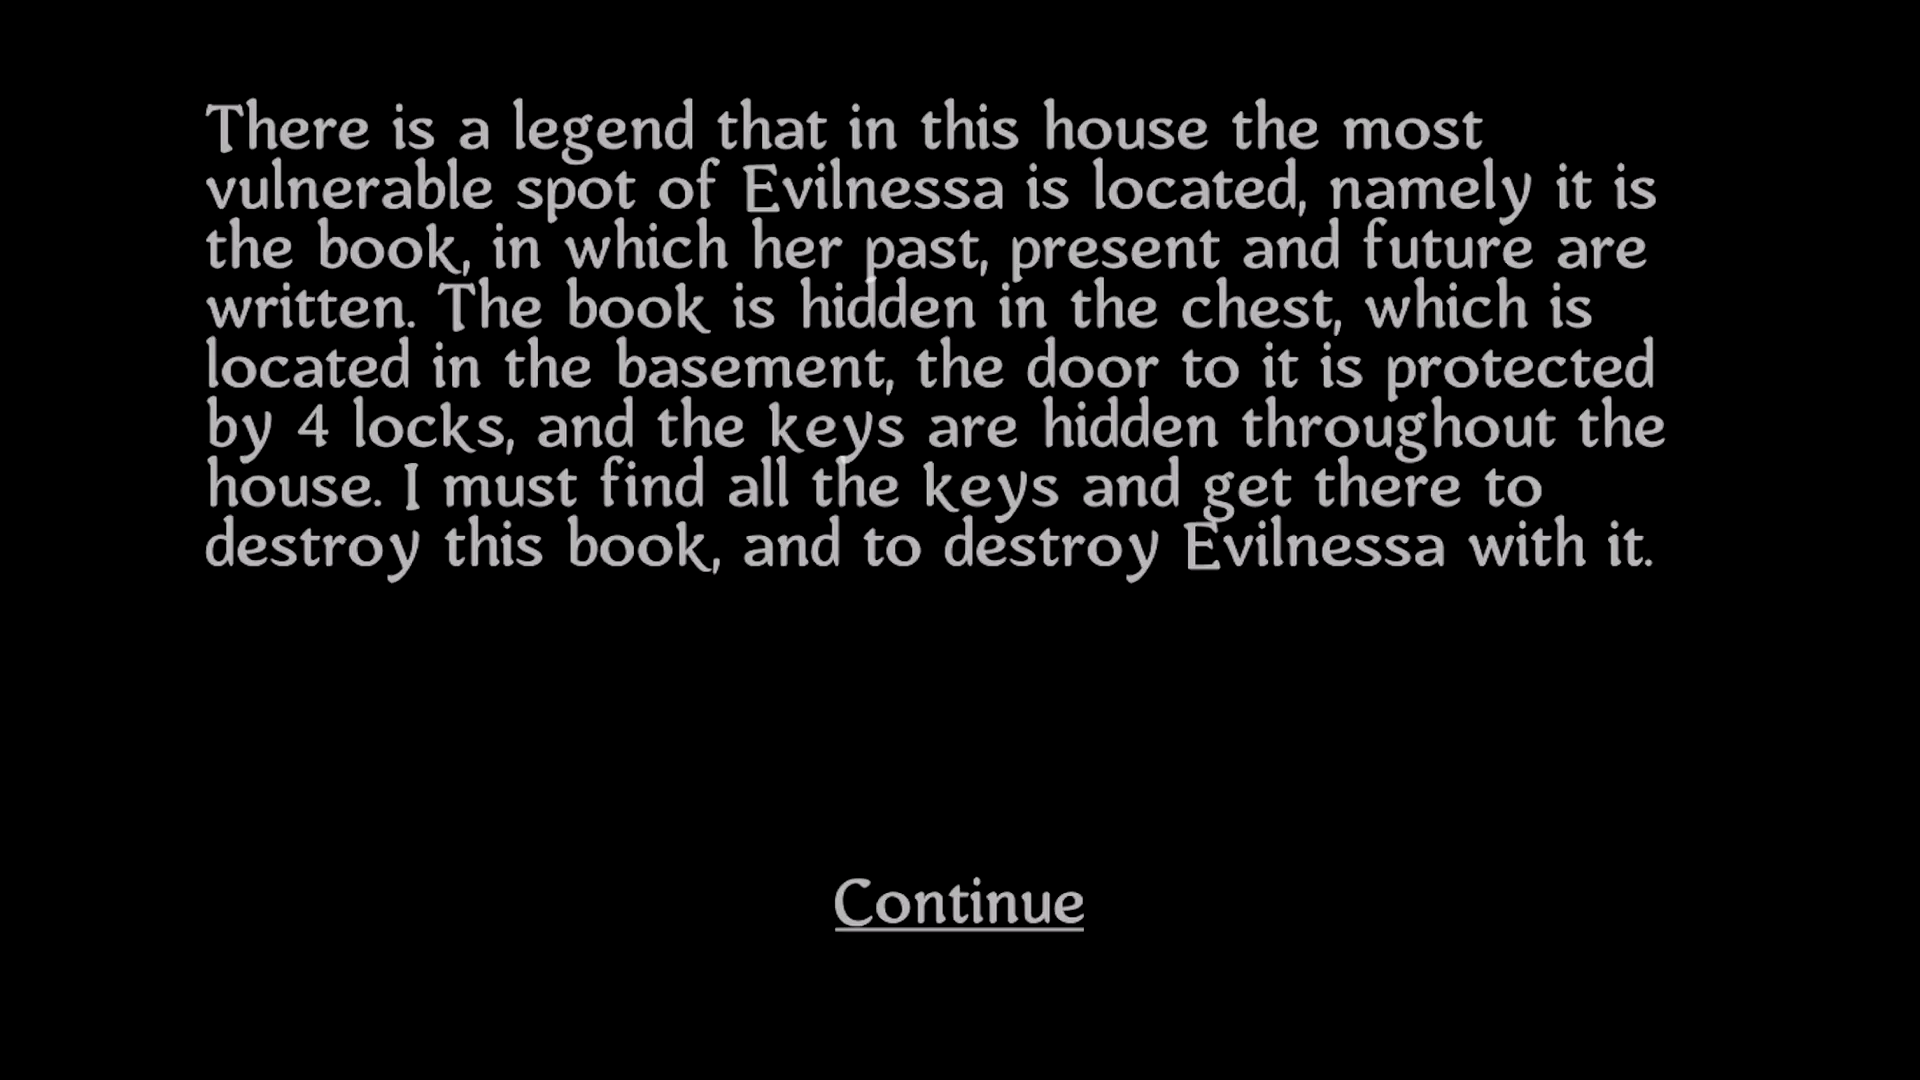 There is a legend that in this house the most
vulnerable spot of Evilnessa is located, namely it is
the book, in which her past, present and future are
written. The book is hidden in the chest, which is
located in the basement, the door to it is protected
by 4 locks, and the keys are hidden throughout the
house. I must find all the keys and get there to
destroy this book, and to destroy Evilnessa with it.
Continue